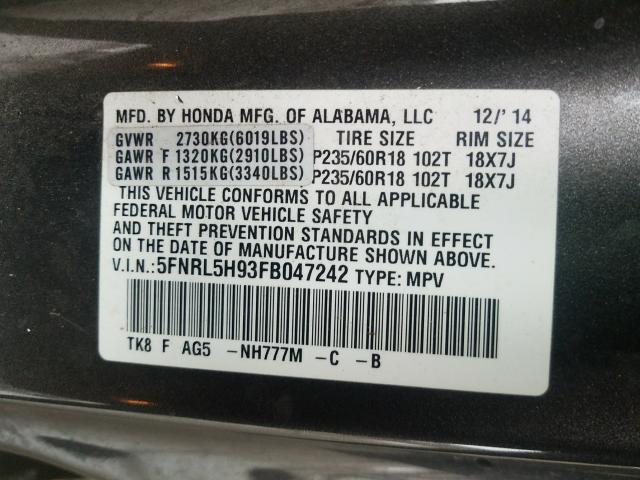 MFD. BY HONDA MFG. OF ALABAMA, LLC 12/' 14
GVWR 2730KG(6019LBS) TIRE SIZE RIM SIZE
GAWR F 1320KG(2910LBS) P235/60R18 102T 18X7J
GAWR R 1515KG(3340LBS) P235/60R18 102T 18X7J
THIS VEHICLE CONFORMS TO ALL APPLICABLE
FEDERAL MOTOR VEHICLE SAFETY
AND THEFT PREVENTION STANDARDS IN EFFECT
ON THE DATE OF MANUFACTURE SHOWN ABOVE.
V.I.N.:5FNRL5H93FB047242 TYPE: MPV
TK8 F AG5 -NH777M -C -B